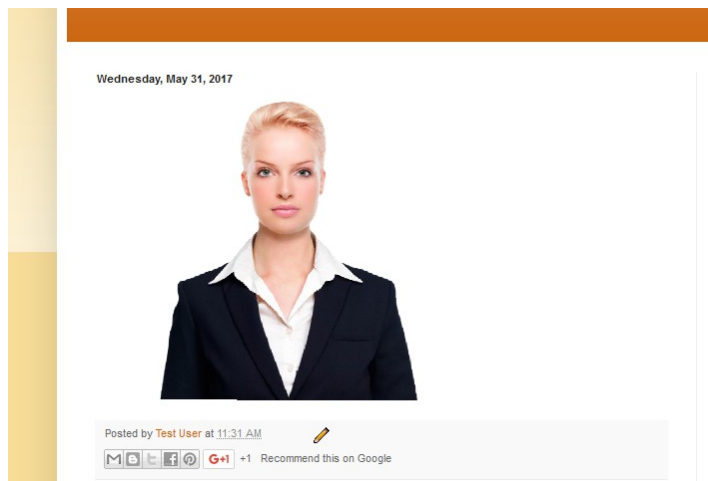 Wednesday, May 31, 2017
Posted by Test User at 11:31 AM
G+1 +1 Recommend this on Google